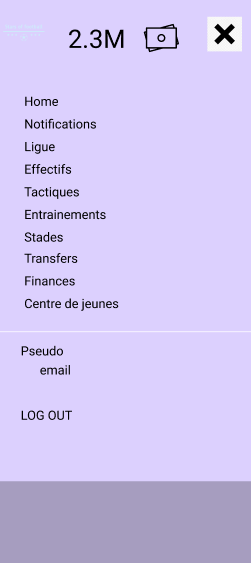 2.3M
Home
Notifications
Ligue
Effectifs
Tactiques
Entrainements
Stades
Transfers
Finances
Centre de jeunes
Pseudo
email
LOG OUT